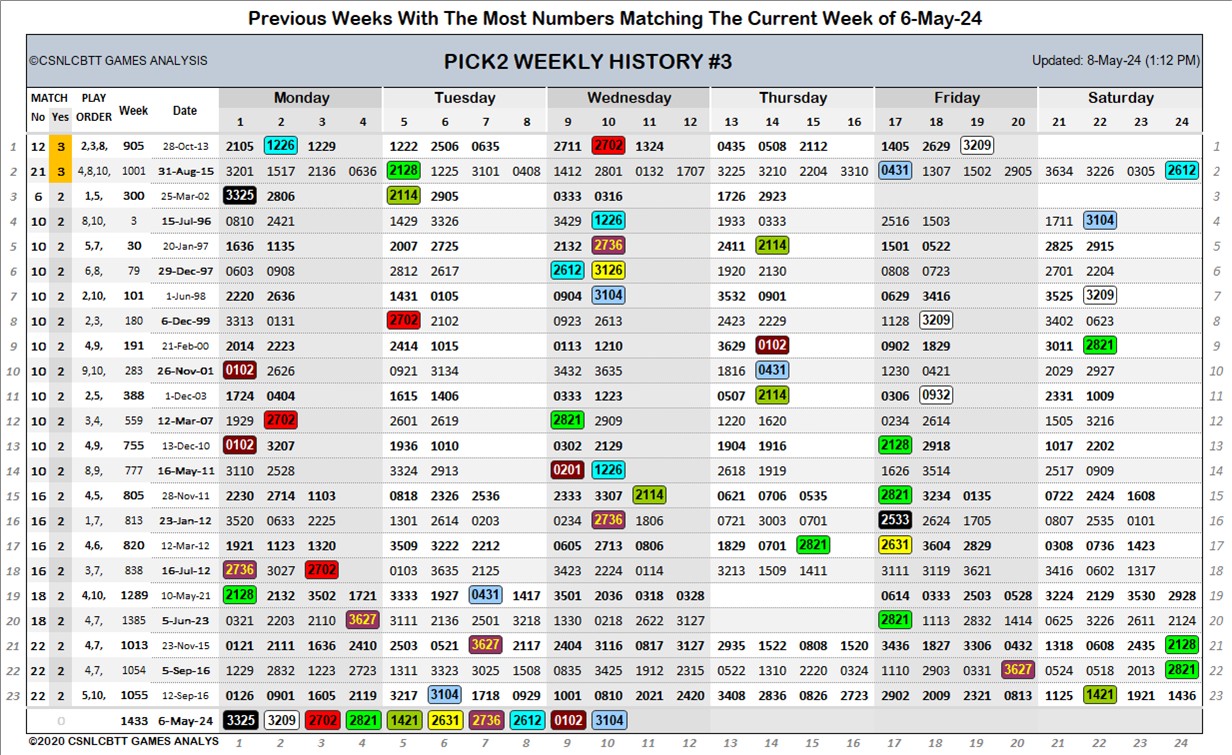 Previous Weeks With The Most Numbers Matching The Current Week of 6-May-24
©CSNLCBTT GAMES ANALYSIS PICK2 WEEKLY HISTORY #3 Updated: 8-May-24 (1:12 PM)
MATCH PLAY Week Date Monday Tuesday Wednesday Thursday Friday Saturday
No Yes ORDER 1 2 3 4 5 6 7 8 9 10 11 12 13 14 15 16 17 18 19 20 21 22 23 24
1 12 3 2,3,8, 905 28-Oct-13 2105 1226 1229 1222 2506 0635 2711 2702 1324 0435 0508 2112 1405 2629 3209 1
2 21 3 4,8,10, 1001 31-Aug-15 3201 1517 2136 0636 2128 1225 3101 0408 1412 2801 0132 1707 3225 3210 2204 3310 0431 1307 1502 2905 3634 3226 0305 2612 2
3 6 2 1,5, 300 25-Mar-02 3325 2806 2114 2905 0333 0316 1726 2923 3
4 10 2 8,10, 3 15-Jul-96 0810 2421 1429 3326 3429 1226 1933 0333 2516 1503 1711 3104 4
5 10 2 5,7, 30 20-Jan-97 1636 1135 2007 2725 2132 2736 2411 2114 1501 0522 2825 2915 5
6 10 2 6,8, 79 29-Dec-97 0603 0908 2812 2617 2612 3126 1920 2130 0808 0723 2701 2204 6
7 10 2 2,10, 101 1-Jun-98 2220 2636 1431 0105 0904 3104 3532 0901 0629 3416 3525 3209 7
8 10 2 2,3, 180 6-Dec-99 3313 0131 2702 2102 0923 2613 2423 2229 1128 3209 3402 0623 8
9 10 2 4,9, 191 21-Feb-00 2014 2223 2414 1015 0113 1210 3629 0102 0902 1829 3011 2821 9
10 10 2 9,10, 283 26-Nov-01 0102 2626 0921 3134 3432 3635 1816 0431 1230 0421 2029 2927 10
11 10 2 2,5, 388 1-Dec-03 1724 0404 1615 1406 0333 1223 0507 2114 0306 0932 2331 1009 11
12 10 2 3,4, 559 12-Mar-07 1929 2702 2601 2619 2821 2909 1220 1620 0234 2614 1505 3216 12
13 10 2 4,9, 755 13-Dec-10 0102 3207 1936 1010 0302 2129 1904 1916 2128 2918 1017 2202 13
14 10 2 8,9, 777 16-May-11 3110 2528 3324 2913 0201 1226 2618 1919 1626 3514 2517 0909 14
15 16 2 4,5, 805 28-Nov-11 2230 2714 1103 0818 2326 2536 2333 3307 2114 0621 0706 0535 2821 3234 0135 0722 2424 1608 15
16 16 2 1,7, 813 23-Jan-12 3520 0633 2225 1301 2614 0203 0234 2736 1806 0721 3003 0701 2533 2624 1705 0807 2535 0101 16
17 16 2 4,6, 820 12-Mar-12 1921 1123 1320 3509 3222 2212 0605 2713 0806 1829 0701 2821 2631 3604 2829 0308 0736 1423 17
18 16 2 3,7, 838 16-Jul-12 2736 3027 2702 0103 3635 2125 3423 2224 0114 3213 1509 1411 3111 3119 3621 3416 0602 1317 18
19 18 2 4,10, 1289 10-May-21 2128 2132 3502 1721 3333 1927 0431 1417 3501 2036 0318 0328 0614 0333 2503 0528 3224 2129 3530 2928 19
20 18 2 4,7, 1385 5-Jun-23 0321 2203 2110 3627 3111 2136 2501 3218 1330 0218 2622 3127 2821 1113 2832 1414 0625 3226 2611 2124 20
21 22 2 4,7, 1013 23-Nov-15 0121 2111 1636 2410 2503 0521 3627 2117 2404 3116 0817 3127 2935 1522 0808 1520 3436 1827 3306 0432 1318 0608 2435 2128 21
22 22 2 4,7, 1054 5-Sep-16 1229 2832 1222 2723 1311 3323 3025 1508 0835 3425 1912 2315 0527 1310 2220 0324 1110 2903 0331 3627 0524 0518 2013 2821 22
23 22 2 5,10, 1055 12-Sep-16 0126 0901 1605 2119 3217 3104 1718 0929 1001 0810 2021 2420 3408 2836 0826 2723 2902 2009 2321 0813 1125 1421 1921 1436 23
0 1433 6-May-24 3325 3209 2702 2821 1421 2631 2736 2612 0102 3104
©2020 CSNLCBTT GAMES ANALYS 1 2 3 4 5 6 7 8 9 10 11 12 13 14 15 16 17 18 19 20 21 22 23 24